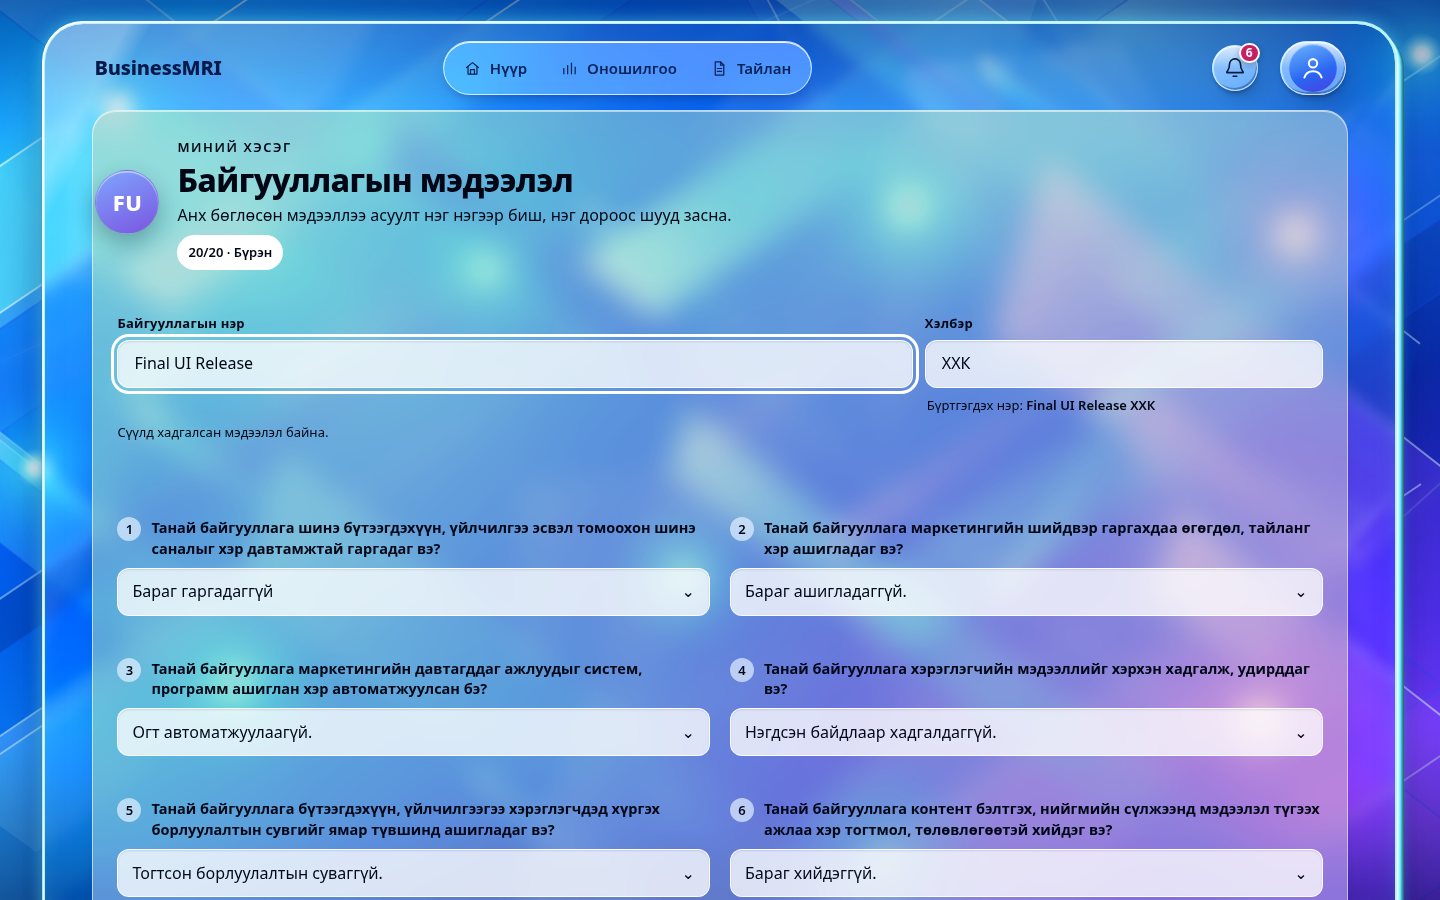 BusinessMRI
Нүүр
Оношилгоо
Тайлан
6
FU
МИНИЙ ХЭСЭГ
Байгууллагын мэдээлэл
Анх бөглөсөн мэдээллээ асуулт нэг нэгээр биш, нэг дороос шууд засна.
20/20 · Бүрэн
Байгууллагын нэр
Final UI Release
Хэлбэр
ХХК
Бүртгэгдэх нэр: Final UI Release ХХК
Сүүлд хадгалсан мэдээлэл байна.
1
Танай байгууллага шинэ бүтээгдэхүүн, үйлчилгээ эсвэл томоохон шинэ
саналыг хэр давтамжтай гаргадаг вэ?
Бараг гаргадаггүй
2
Танай байгууллага маркетингийн шийдвэр гаргахдаа өгөгдөл, тайланг
хэр ашигладаг вэ?
Бараг ашигладаггүй.
3
Танай байгууллага маркетингийн давтагддаг ажлуудыг систем,
программ ашиглан хэр автоматжуулсан бэ?
Огт автоматжуулаагүй.
4
Танай байгууллага хэрэглэгчийн мэдээллийг хэрхэн хадгалж, удирддаг
вэ?
Нэгдсэн байдлаар хадгалдаггүй.
5
Танай байгууллага бүтээгдэхүүн, үйлчилгээгээ хэрэглэгчдэд хүргэх
борлуулалтын сувгийг ямар түвшинд ашигладаг вэ?
Тогтсон борлуулалтын суваггүй.
6
Танай байгууллага контент бэлтгэх, нийгмийн сүлжээнд мэдээлэл түгээх
ажлаа хэр тогтмол, төлөвлөгөөтэй хийдэг вэ?
Бараг хийдэггүй.